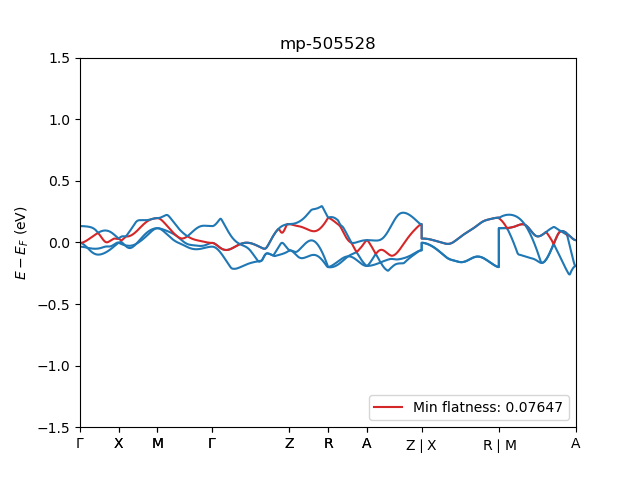 mp-505528
E − E_F (eV)
1.5
1.0
0.5
0.0
−0.5
−1.0
−1.5
Min flatness: 0.07647
Γ X M Γ Z R A Z | X R | M A